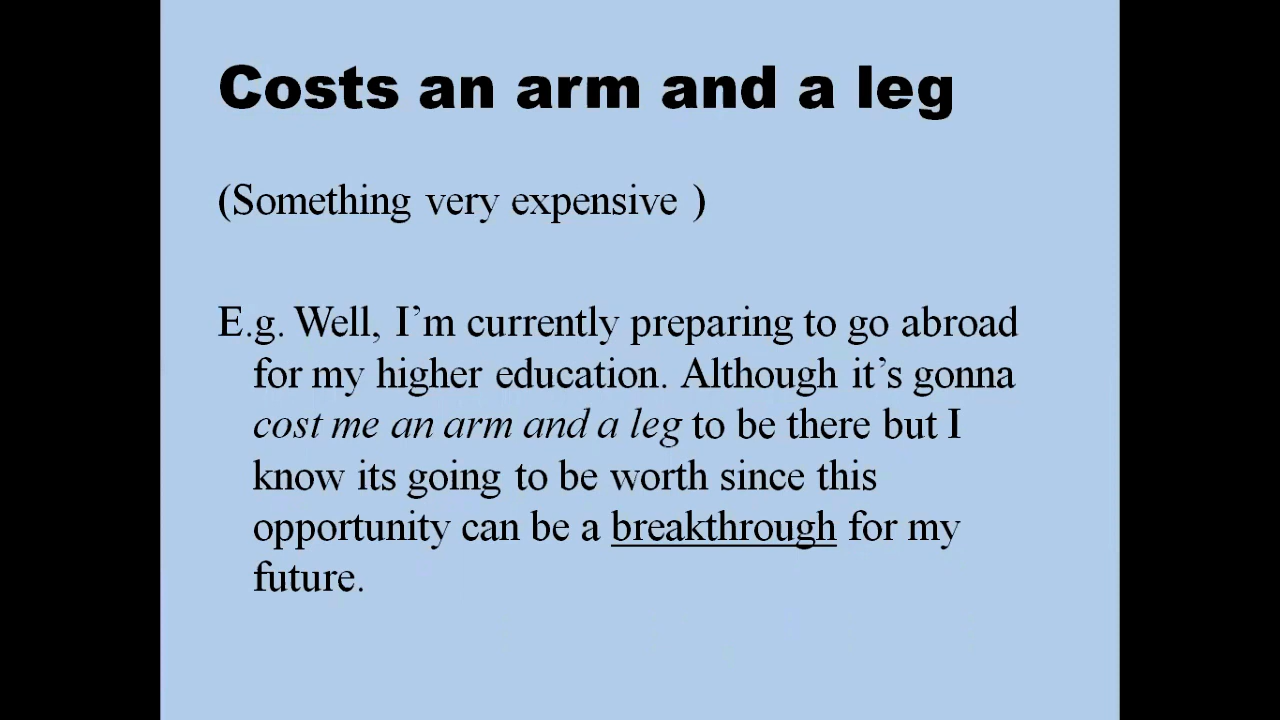 Costs an arm and a leg
(Something very expensive )
E.g. Well, I’m currently preparing to go abroad
for my higher education. Although it’s gonna
cost me an arm and a leg to be there but I
know its going to be worth since this
opportunity can be a breakthrough for my
future.